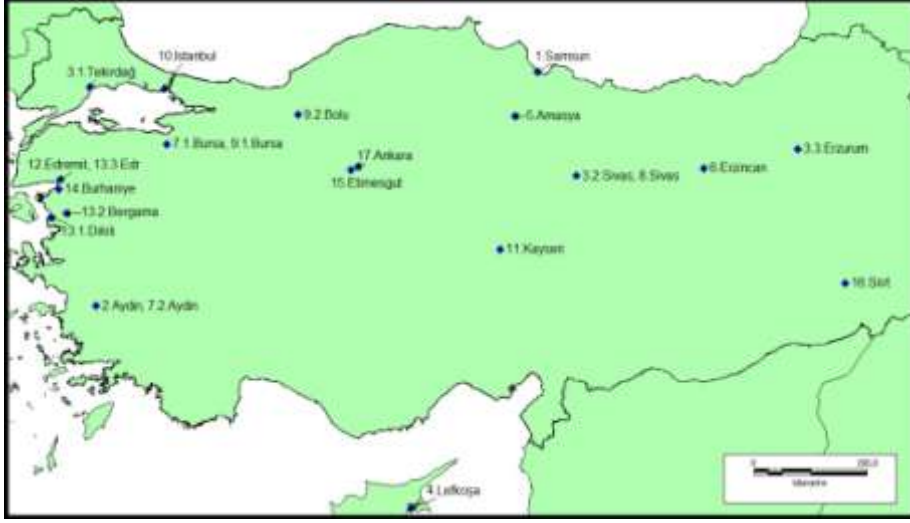 10.Istanbul
1.Samsun
3.1.Tekirdağ
9.2.Bolu
5.Amasya
7.1.Bursa, 9.1.Bursa
3.3.Erzurum
17.Ankara
12.Edremit, 13.3.Edr
6.Erzincan
15.Etimesgut
3.2.Sivas, 8.Sivas
14.Burhaniye
13.2.Bergama
13.1.Dikili
11.Kayseri
16.Siirt
2.Aydın, 7.2.Aydın
0
4.Lefkoşa